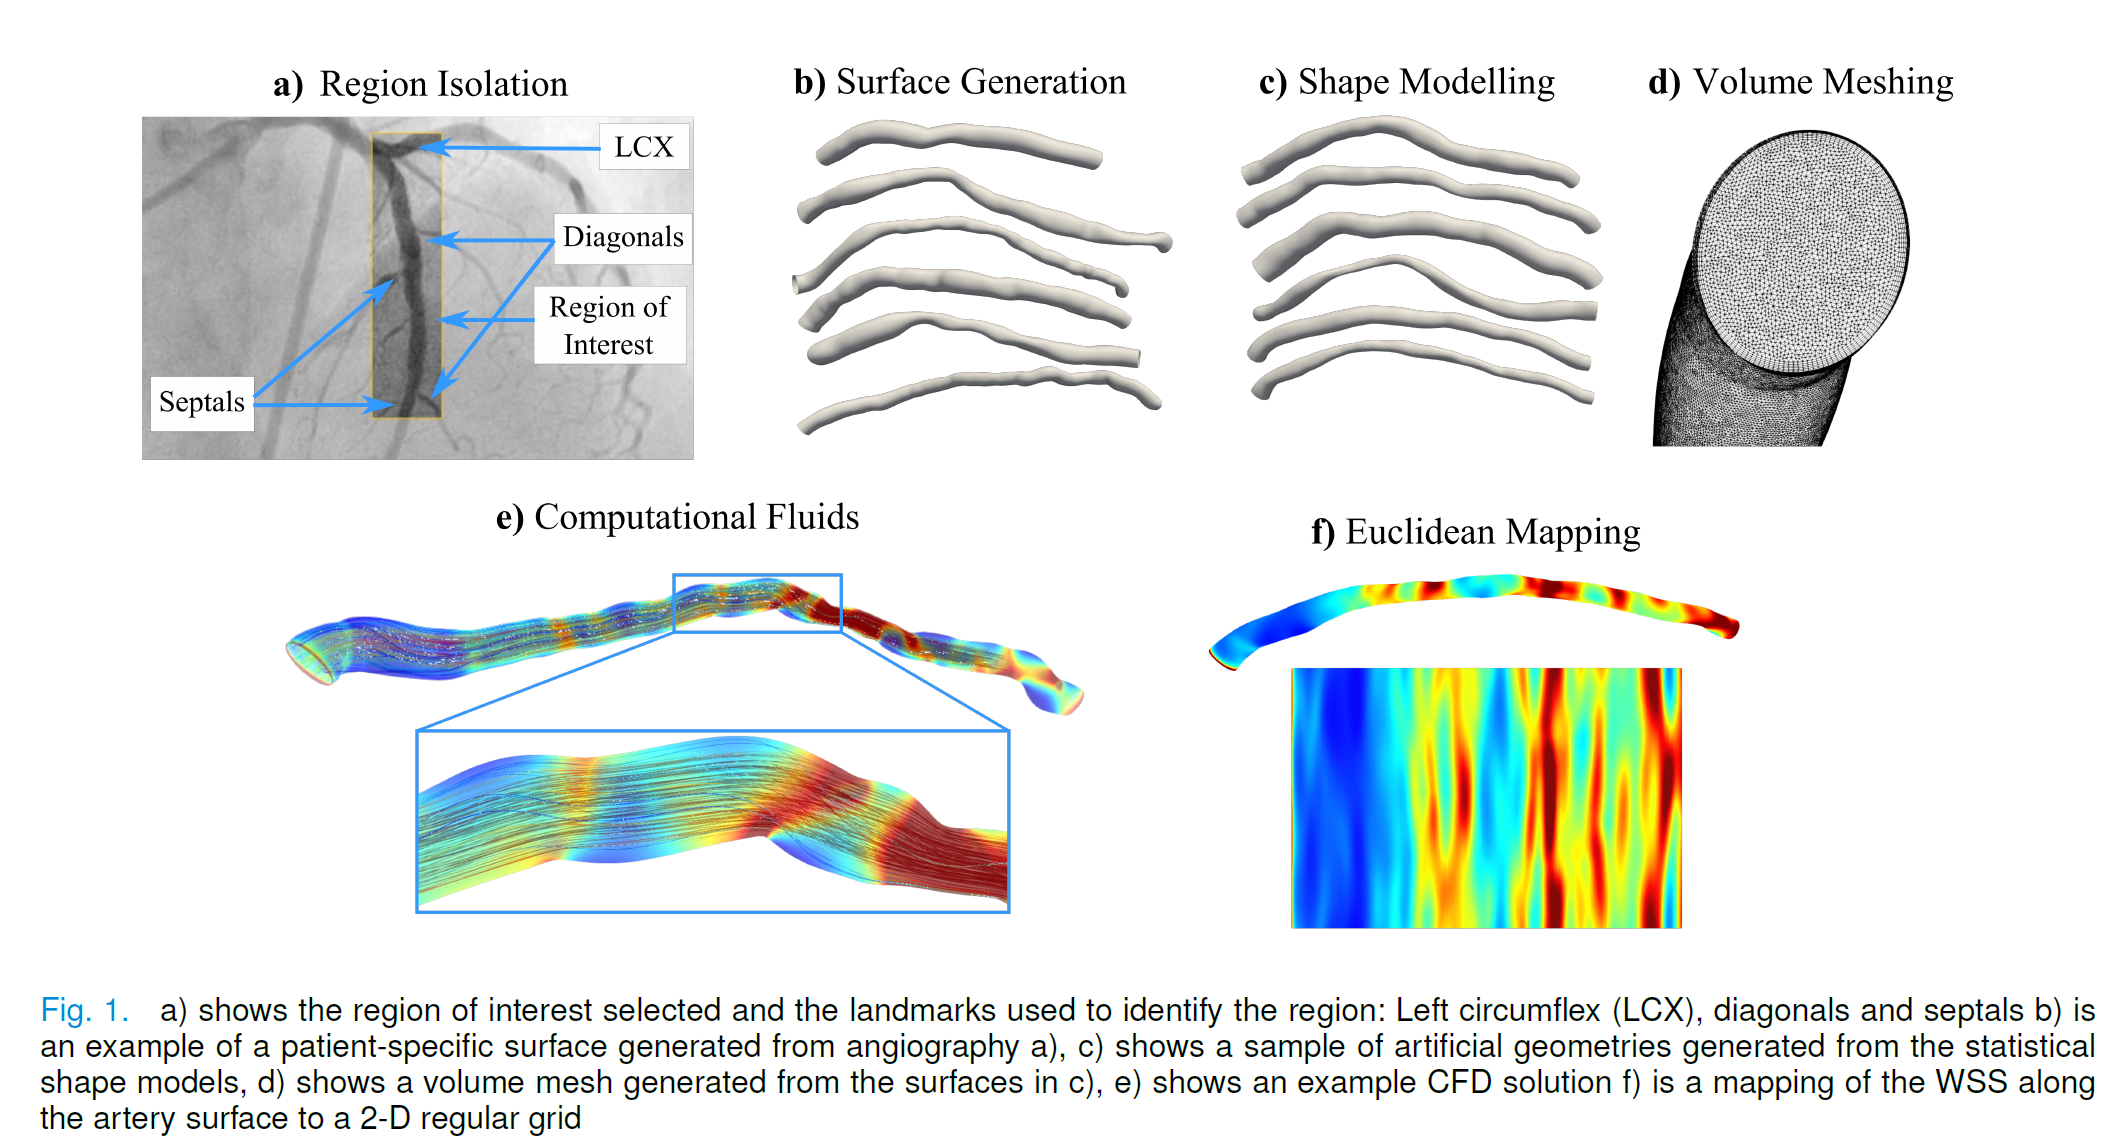 a) Region Isolation
b) Surface Generation
c) Shape Modelling
d) Volume Meshing
LCX
Diagonals
Region of
Interest
Septals
e) Computational Fluids
f) Euclidean Mapping
Fig. 1. a) shows the region of interest selected and the landmarks used to identify the region: Left circumflex (LCX), diagonals and septals b) is
an example of a patient-specific surface generated from angiography a), c) shows a sample of artificial geometries generated from the statistical
shape models, d) shows a volume mesh generated from the surfaces in c), e) shows an example CFD solution f) is a mapping of the WSS along
the artery surface to a 2-D regular grid